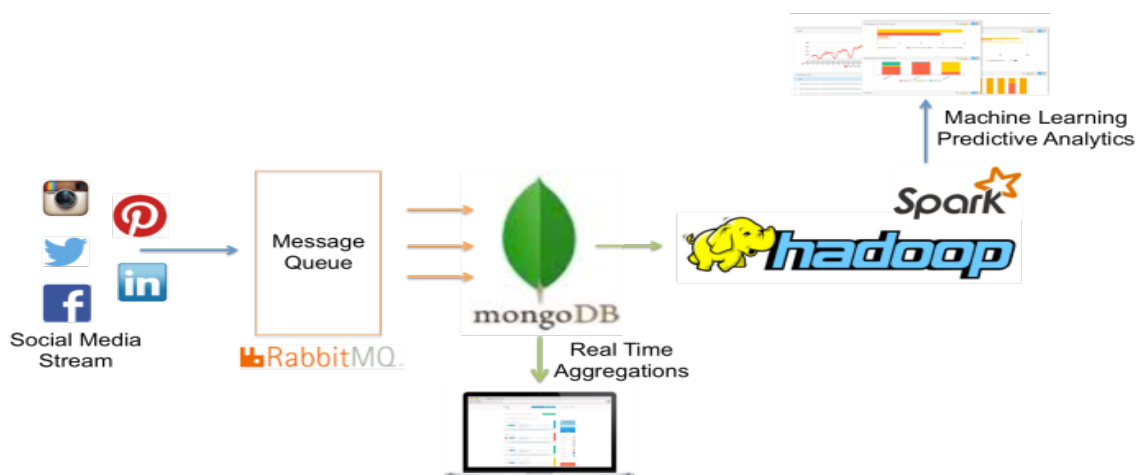 Machine Learning
Predictive Analytics
Spark
hadoop
Message
Queue
mongoDB
Social Media
Stream
RabbitMQ
Real Time
Aggregations